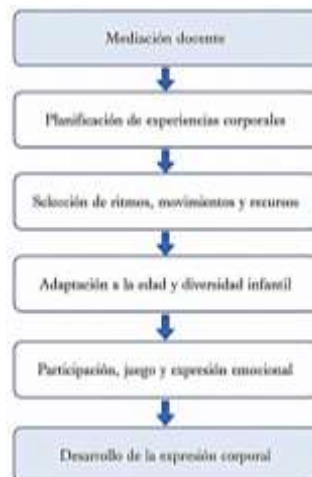 Mediación docente
Planificación de experiencias corporales
Selección de ritmos, movimientos y recursos
Adaptación a la edad y diversidad infantil
Participación, juego y expresión emocional
Desarrollo de la expresión corporal